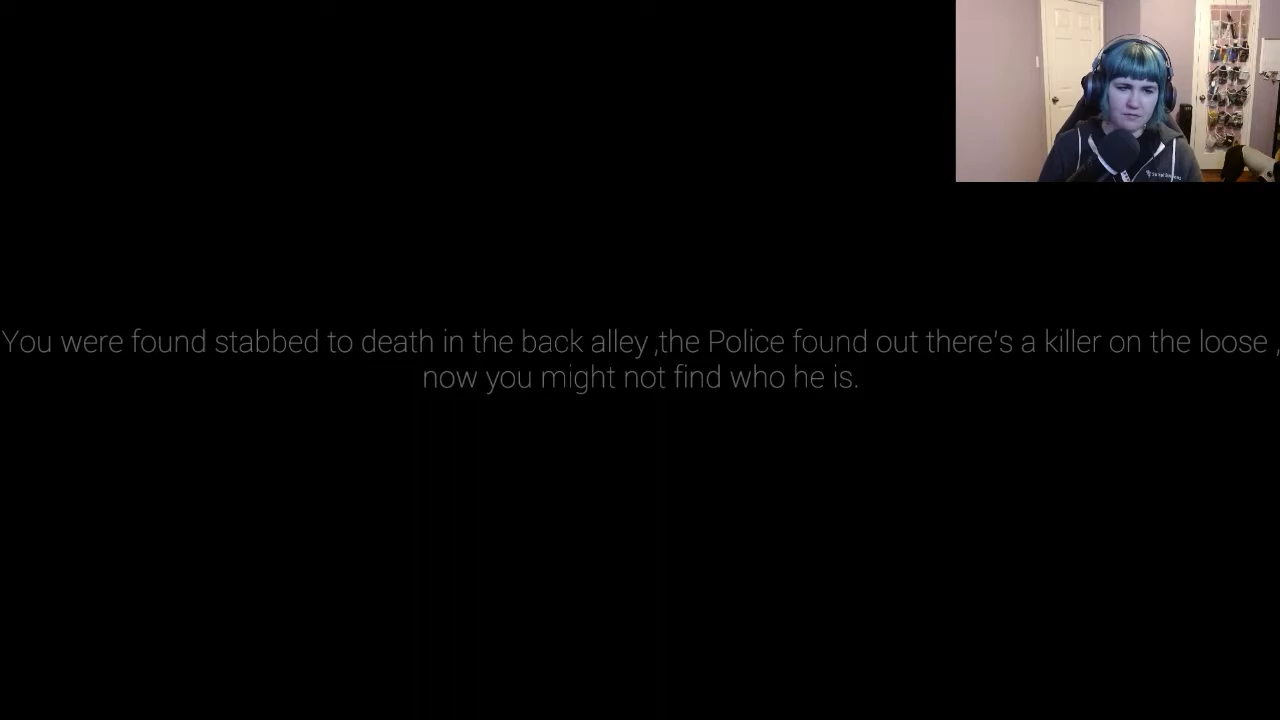 You were found stabbed to death in the back alley ,the Police found out there's a killer on the loose ,
now you might not find who he is.